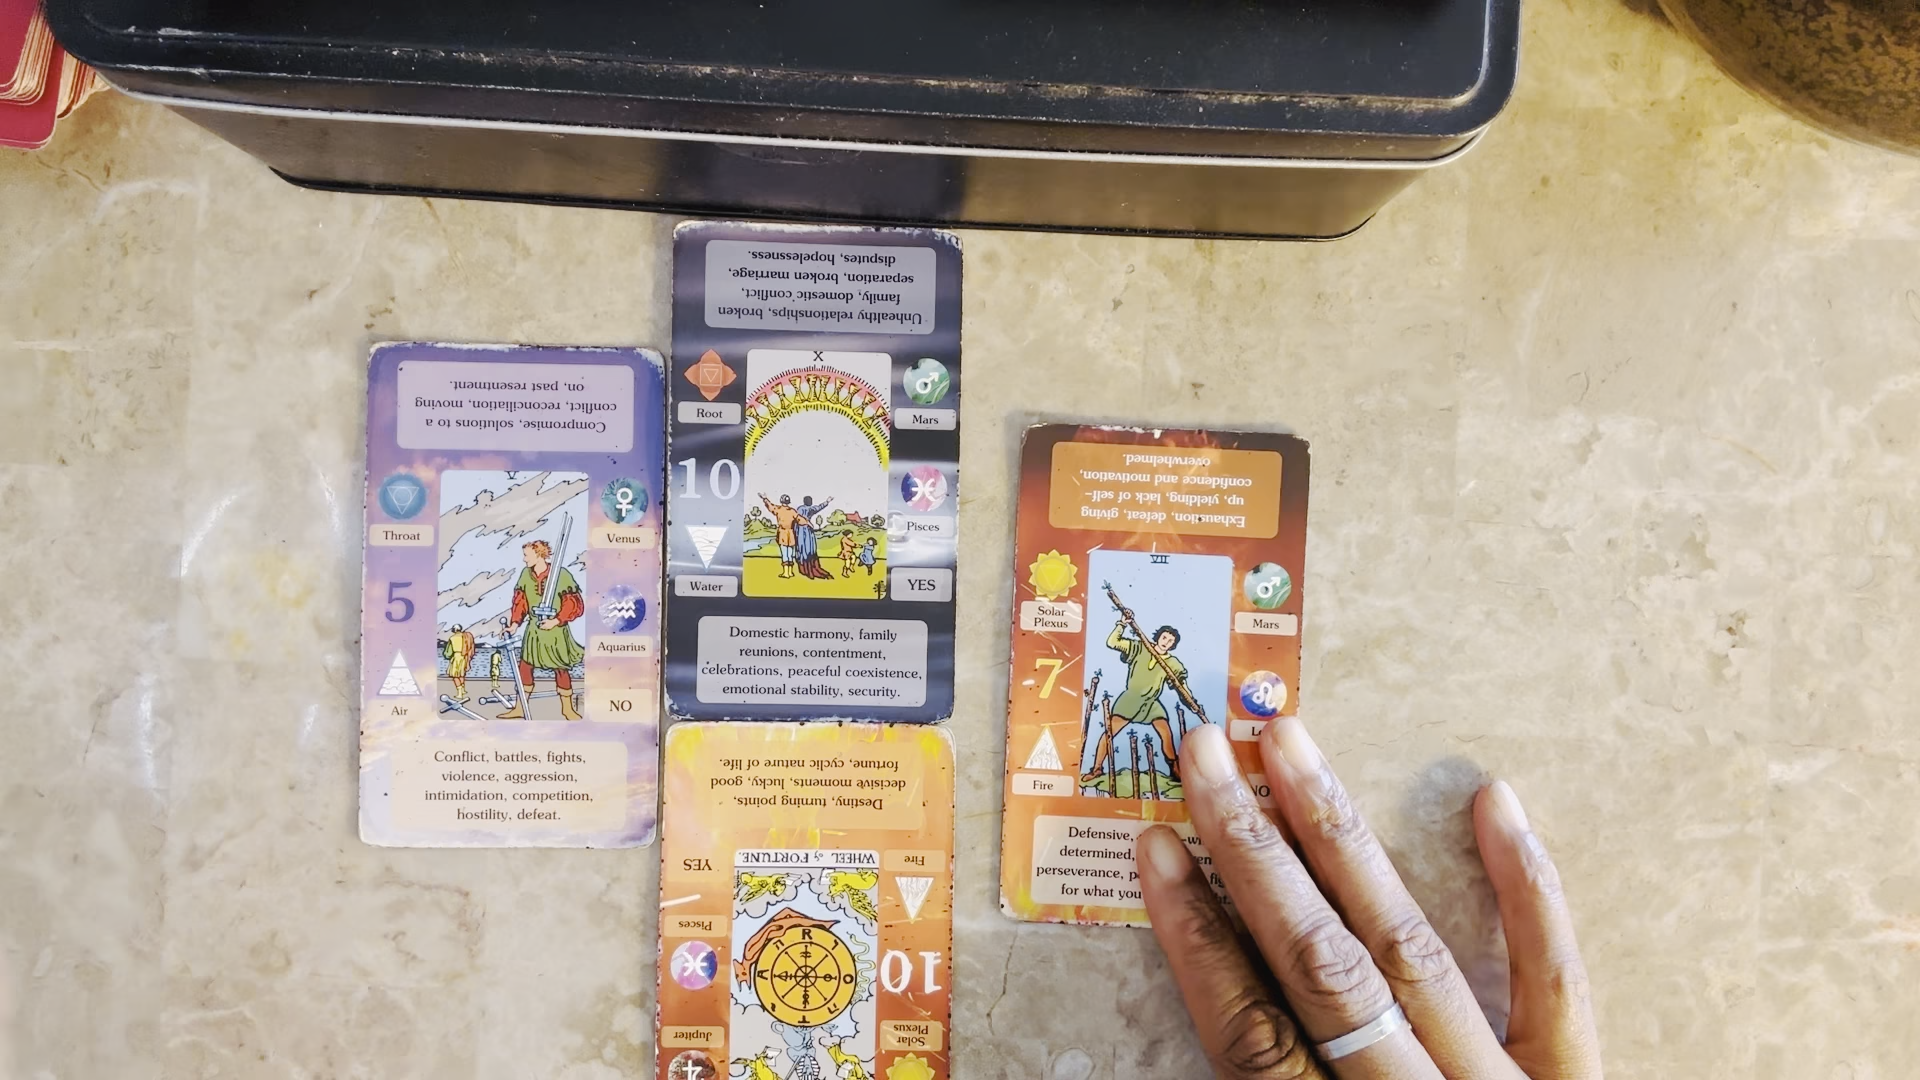 Compromise, solutions to a
conflict, reconciliation, moving
on, past resentment.
V
Throat
Venus
5
Aquarius
Air
NO
Conflict, battles, fights,
violence, aggression,
intimidation, competition,
hostility, defeat.
Unhealthy relationships, broken
family, domestic conflict,
separation, broken marriage,
disputes, hopelessness.
X
Root
Mars
10
Pisces
Water
YES
Domestic harmony, family
reunions, contentment,
celebrations, peaceful coexistence,
emotional stability, security.
Exhaustion, defeat, giving
up, yielding, lack of self-
confidence and motivation,
overwhelmed.
VII
Solar
Plexus
Mars
7
Fire
NO
Defensive,
determined,
perseverance,
for what you
Solar
Plexus
Jupiter
10
Pisces
Fire
YES
WHEEL of FORTUNE.
Destiny, turning points,
decisive moments, lucky, good
fortune, cyclic nature of life.